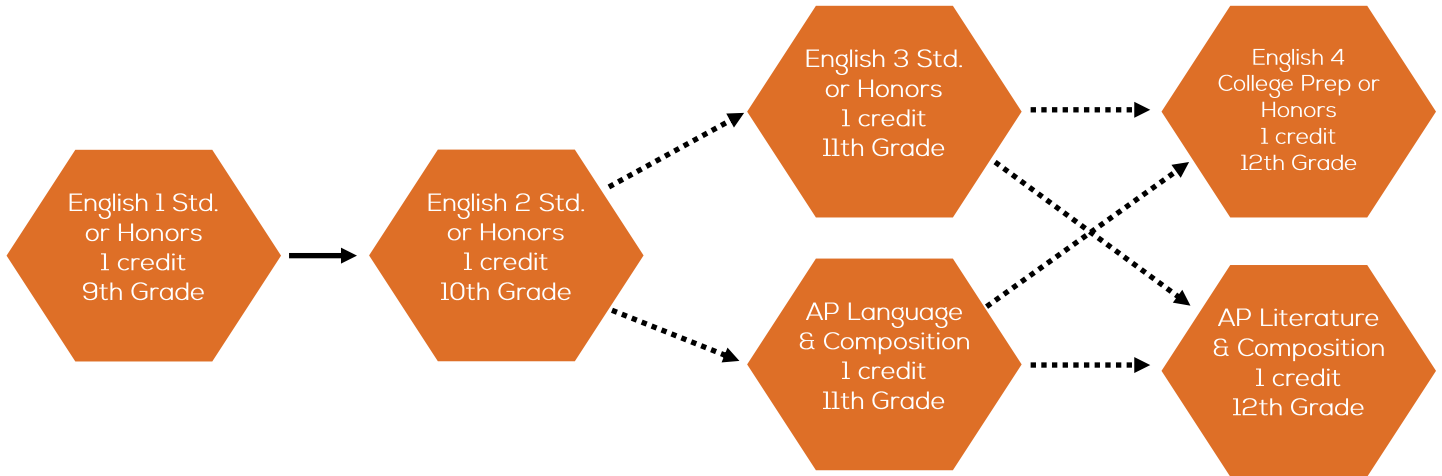 English 1 Std.
or Honors
1 credit
9th Grade
English 2 Std.
or Honors
1 credit
10th Grade
English 3 Std.
or Honors
1 credit
11th Grade
AP Language
& Composition
1 credit
11th Grade
English 4
College Prep or
Honors
1 credit
12th Grade
AP Literature
& Composition
1 credit
12th Grade